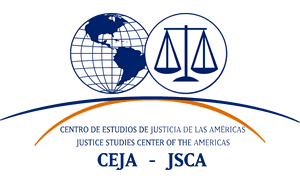 CENTRO DE ESTUDIOS DE JUSTICIA DE LAS AMÉRICAS
JUSTICE STUDIES CENTER OF THE AMERICAS
CEJA - JSCA